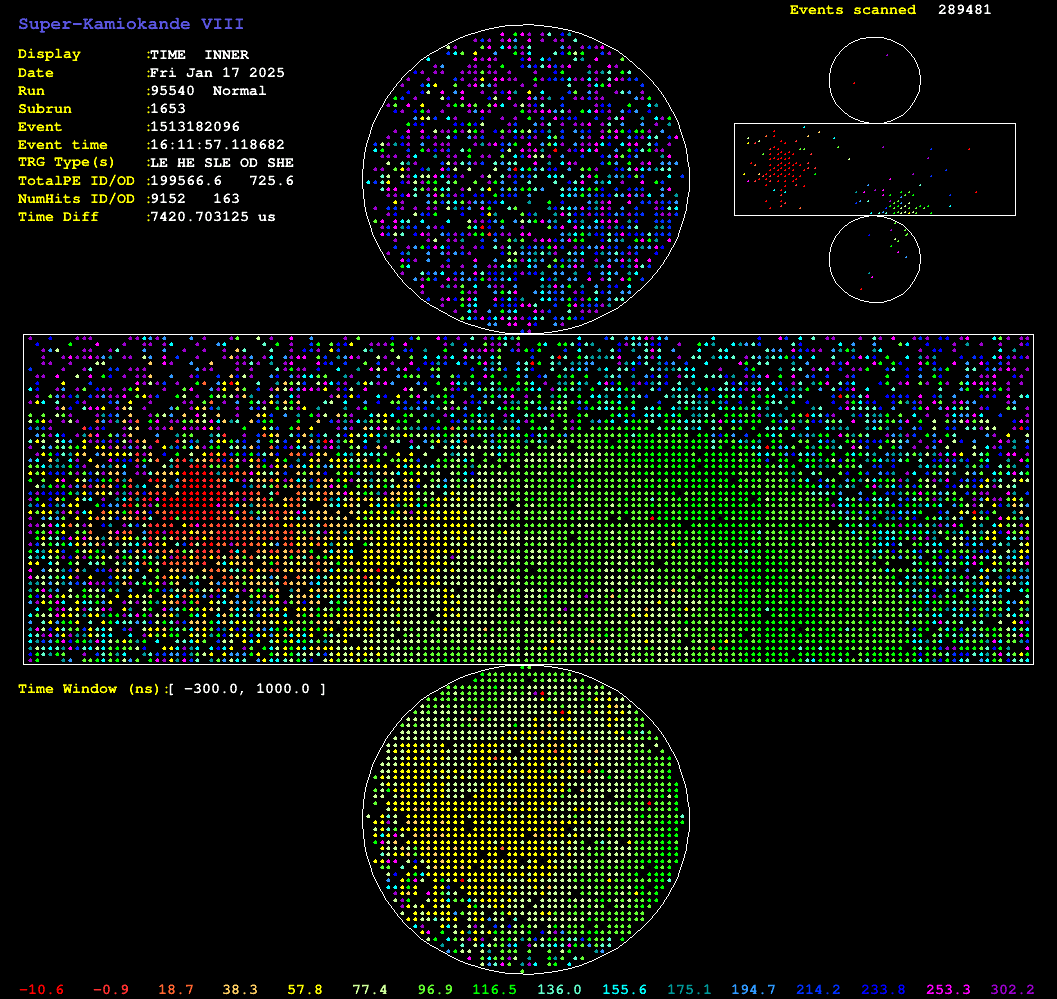 Super-Kamiokande VIII
Events scanned 289481
Display :TIME INNER
Date :Fri Jan 17 2025
Run :95540 Normal
Subrun :1653
Event :1513182096
Event time :16:11:57.118682
TRG Type(s) :LE HE SLE OD SHE
TotalPE ID/OD :199566.6 725.6
NumHits ID/OD :9152 163
Time Diff :7420.703125 us
Time Window (ns):[ -300.0, 1000.0 ]
-10.6 -0.9 18.7 38.3 57.8 77.4 96.9 116.5 136.0 155.6 175.1 194.7 214.2 233.8 253.3 302.2